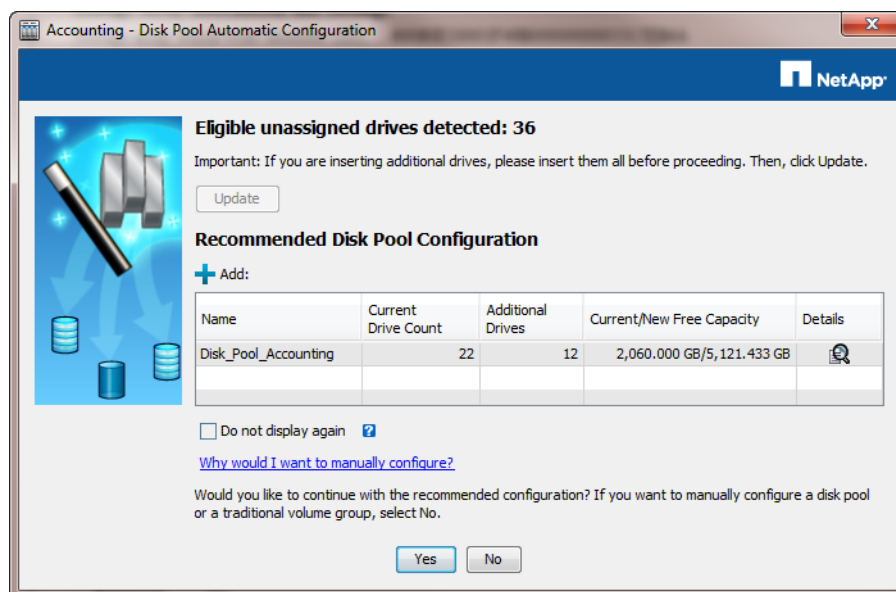 Accounting - Disk Pool Automatic Configuration
NetApp
Eligible unassigned drives detected: 36
Important: If you are inserting additional drives, please insert them all before proceeding. Then, click Update.
Update
Recommended Disk Pool Configuration
Add:
Name Current Drive Count Additional Drives Current/New Free Capacity Details
Disk_Pool_Accounting 22 12 2,060.000 GB/5,121.433 GB
Do not display again ?
Why would I want to manually configure?
Would you like to continue with the recommended configuration? If you want to manually configure a disk pool
or a traditional volume group, select No.
Yes No